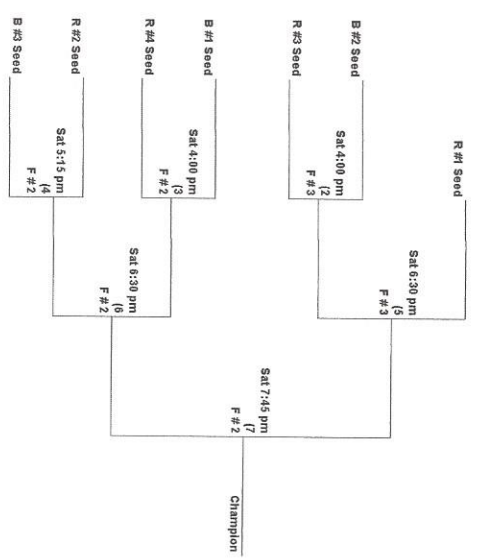 R #1 Seed
Sat 6:30 pm
(5
F # 3
B #2 Seed
Sat 4:00 pm
(2
F # 3
R #3 Seed
Sat 7:45 pm
(7
F # 2
Champion
B #1 Seed
Sat 4:00 pm
(3
F # 2
R #4 Seed
Sat 6:30 pm
(6
F # 2
R #2 Seed
Sat 5:15 pm
(4
F # 2
B #3 Seed